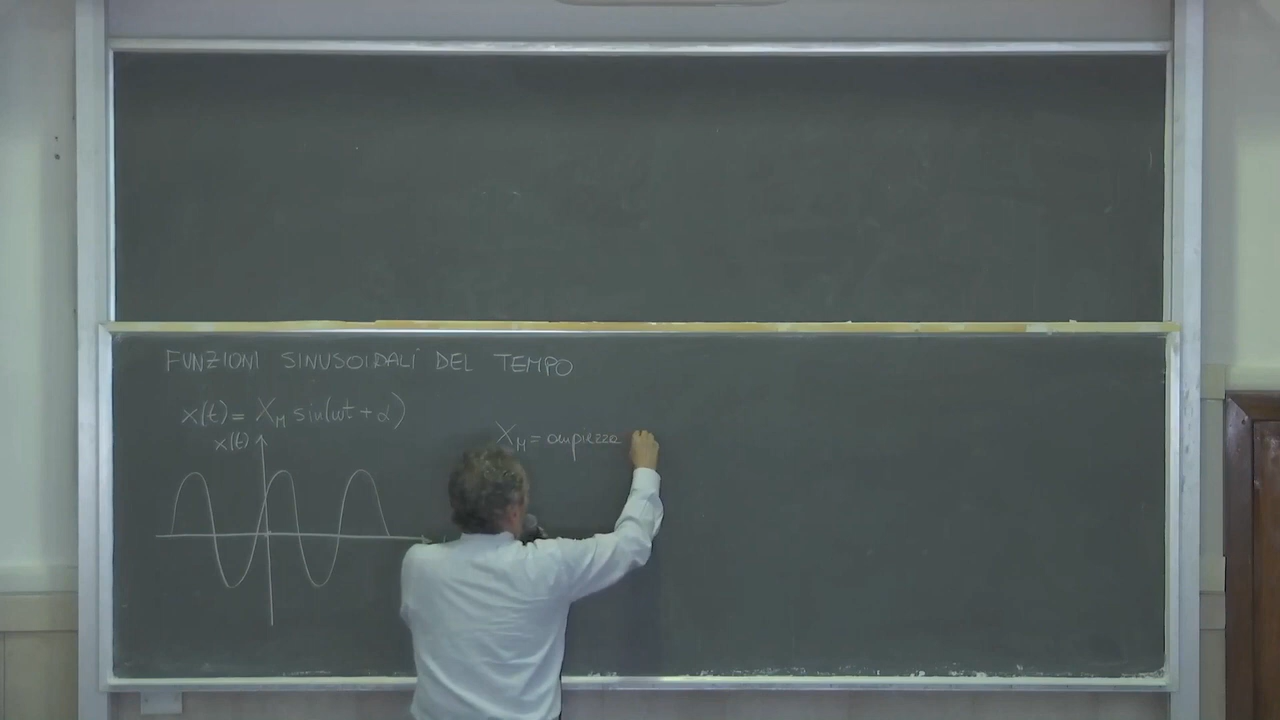 FUNZIONI SINUSOIDALI DEL TEMPO
x(t) = X_M sin(ωt + α)
x(t)
X_M = ampiezza